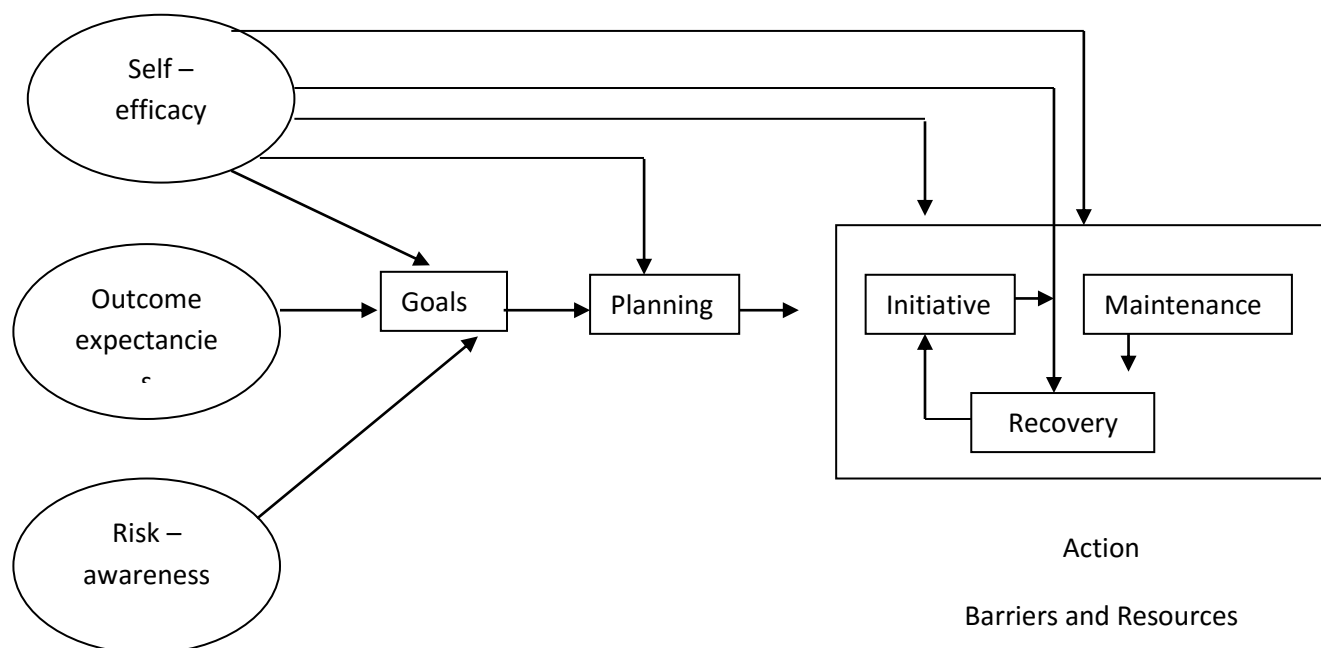 Self –
efficacy
Outcome
expectancie
s
Goals
Planning
Initiative
Maintenance
Recovery
Risk –
awareness
Action
Barriers and Resources